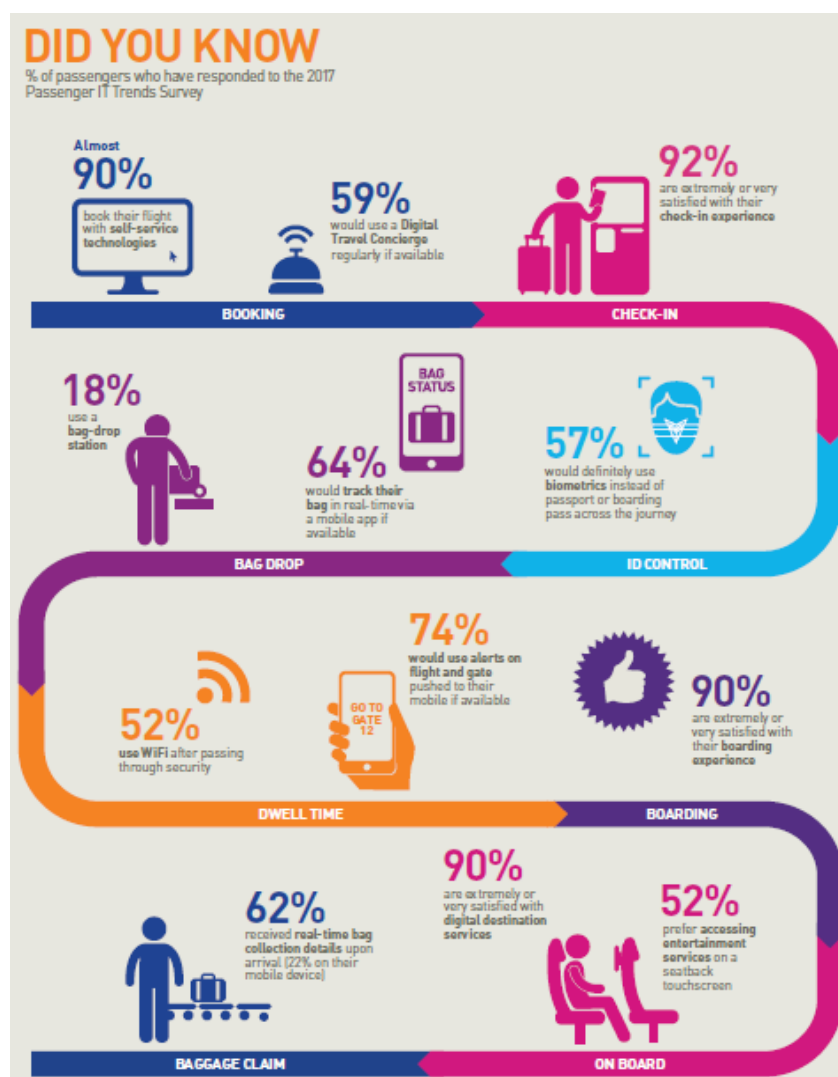 DID YOU KNOW
% of passengers who have responded to the 2017
Passenger IT Trends Survey
Almost
90%
book their flight
with self-service
technologies
59%
would use a Digital
Travel Concierge
regularly if available
92%
are extremely or very
satisfied with their
check-in experience
BOOKING
CHECK-IN
18%
use a
bag-drop
station
BAG
STATUS
64%
would track their
bag in real-time via
a mobile app if
available
57%
would definitely use
biometrics instead of
passport or boarding
pass across the journey
BAG DROP
ID CONTROL
52%
use WiFi after passing
through security
GO TO
GATE
12
74%
would use alerts on
flight and gate
pushed to their
mobile if available
90%
are extremely or
very satisfied with
their boarding
experience
DWELL TIME
BOARDING
62%
received real-time bag
collection details upon
arrival (22% on their
mobile device)
90%
are extremely or
very satisfied with
digital destination
services
52%
prefer accessing
entertainment
services on a
seatback
touchscreen
BAGGAGE CLAIM
ON BOARD